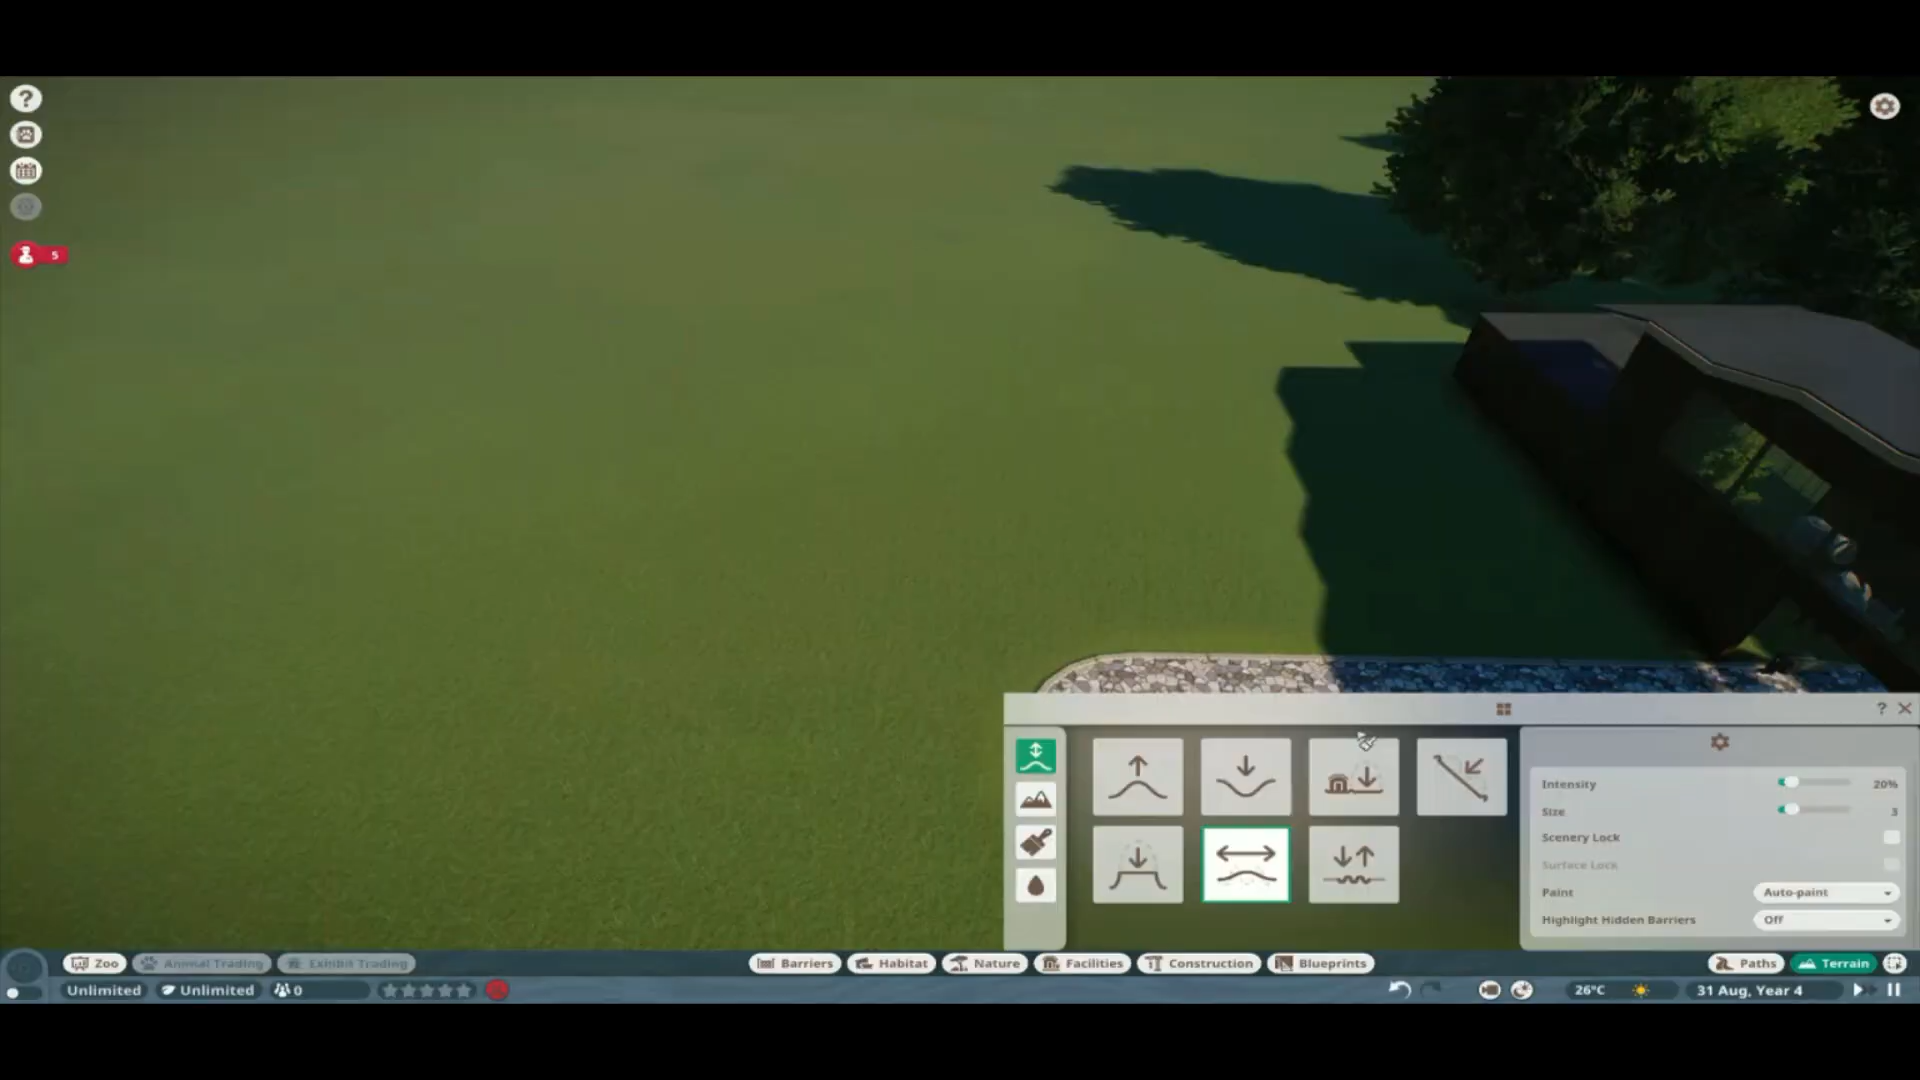 ?
5
?
Intensity 20%
Size 3
Scenery Lock
Surface Lock
Paint Auto-paint
Highlight Hidden Barriers Off
Zoo Animal Trading Exhibit Trading Barriers Habitat Nature Facilities Construction Blueprints Paths Terrain
Unlimited Unlimited 0 26°C 31 Aug, Year 4